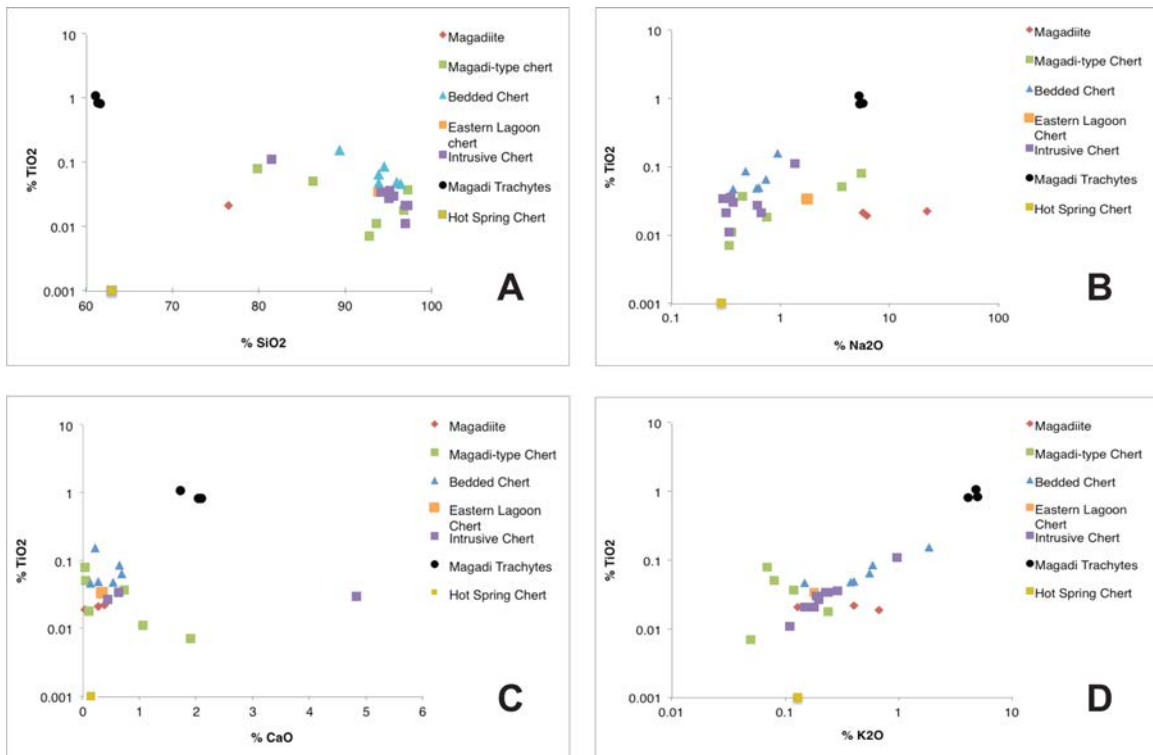 10
1
0.1
0.01
0.001
% TiO2
60
70
80
90
100
% SiO2
Magadiite
Magadi-type chert
Bedded Chert
Eastern Lagoon
chert
Intrusive Chert
Magadi Trachytes
Hot Spring Chert
A
10
1
0.1
0.01
0.001
% TiO2
0.1
1
10
100
% Na2O
Magadiite
Magadi-type Chert
Bedded Chert
Eastern Lagoon
Chert
Intrusive Chert
Magadi Trachytes
Hot Spring Chert
B
10
1
0.1
0.01
0.001
% TiO2
0
1
2
3
4
5
6
% CaO
Magadiite
Magadi-type Chert
Bedded Chert
Eastern Lagoon
Chert
Intrusive Chert
Magadi Trachytes
Hot Spring Chert
C
10
1
0.1
0.01
0.001
% TiO2
0.01
0.1
1
10
% K2O
Magadiite
Magadi-type Chert
Bedded Chert
Eastern Lagoon
Chert
Intrusive Chert
Magadi Trachytes
Hot Spring Chert
D